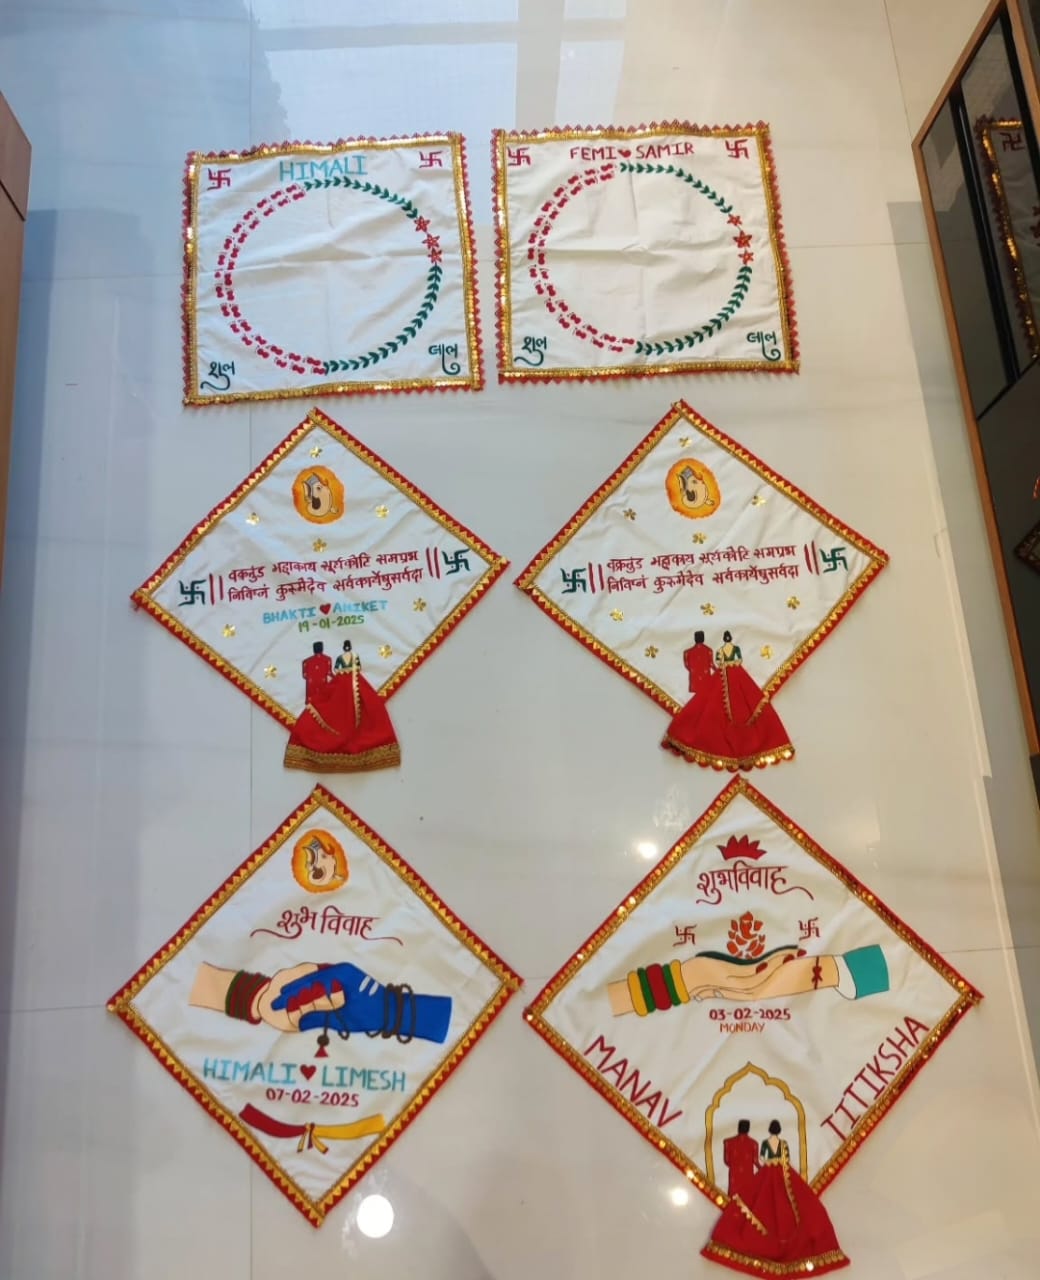 HIMALI
शुभ
लाभ
FEMI SAMIR
शुभ
लाभ
वक्रतुंड महाकाय सूर्यकोटि समप्रभ
निर्विघ्नं कुरुमेदेव सर्वकार्येषुसर्वदा
BHAKTI ANIKET
19-01-2025
वक्रतुंड महाकाय सूर्यकोटि समप्रभ
निर्विघ्नं कुरुमेदेव सर्वकार्येषुसर्वदा
शुभ विवाह
HIMALI LIMESH
07-02-2025
शुभविवाह
03-02-2025
MONDAY
MANAV
TITIKSHA